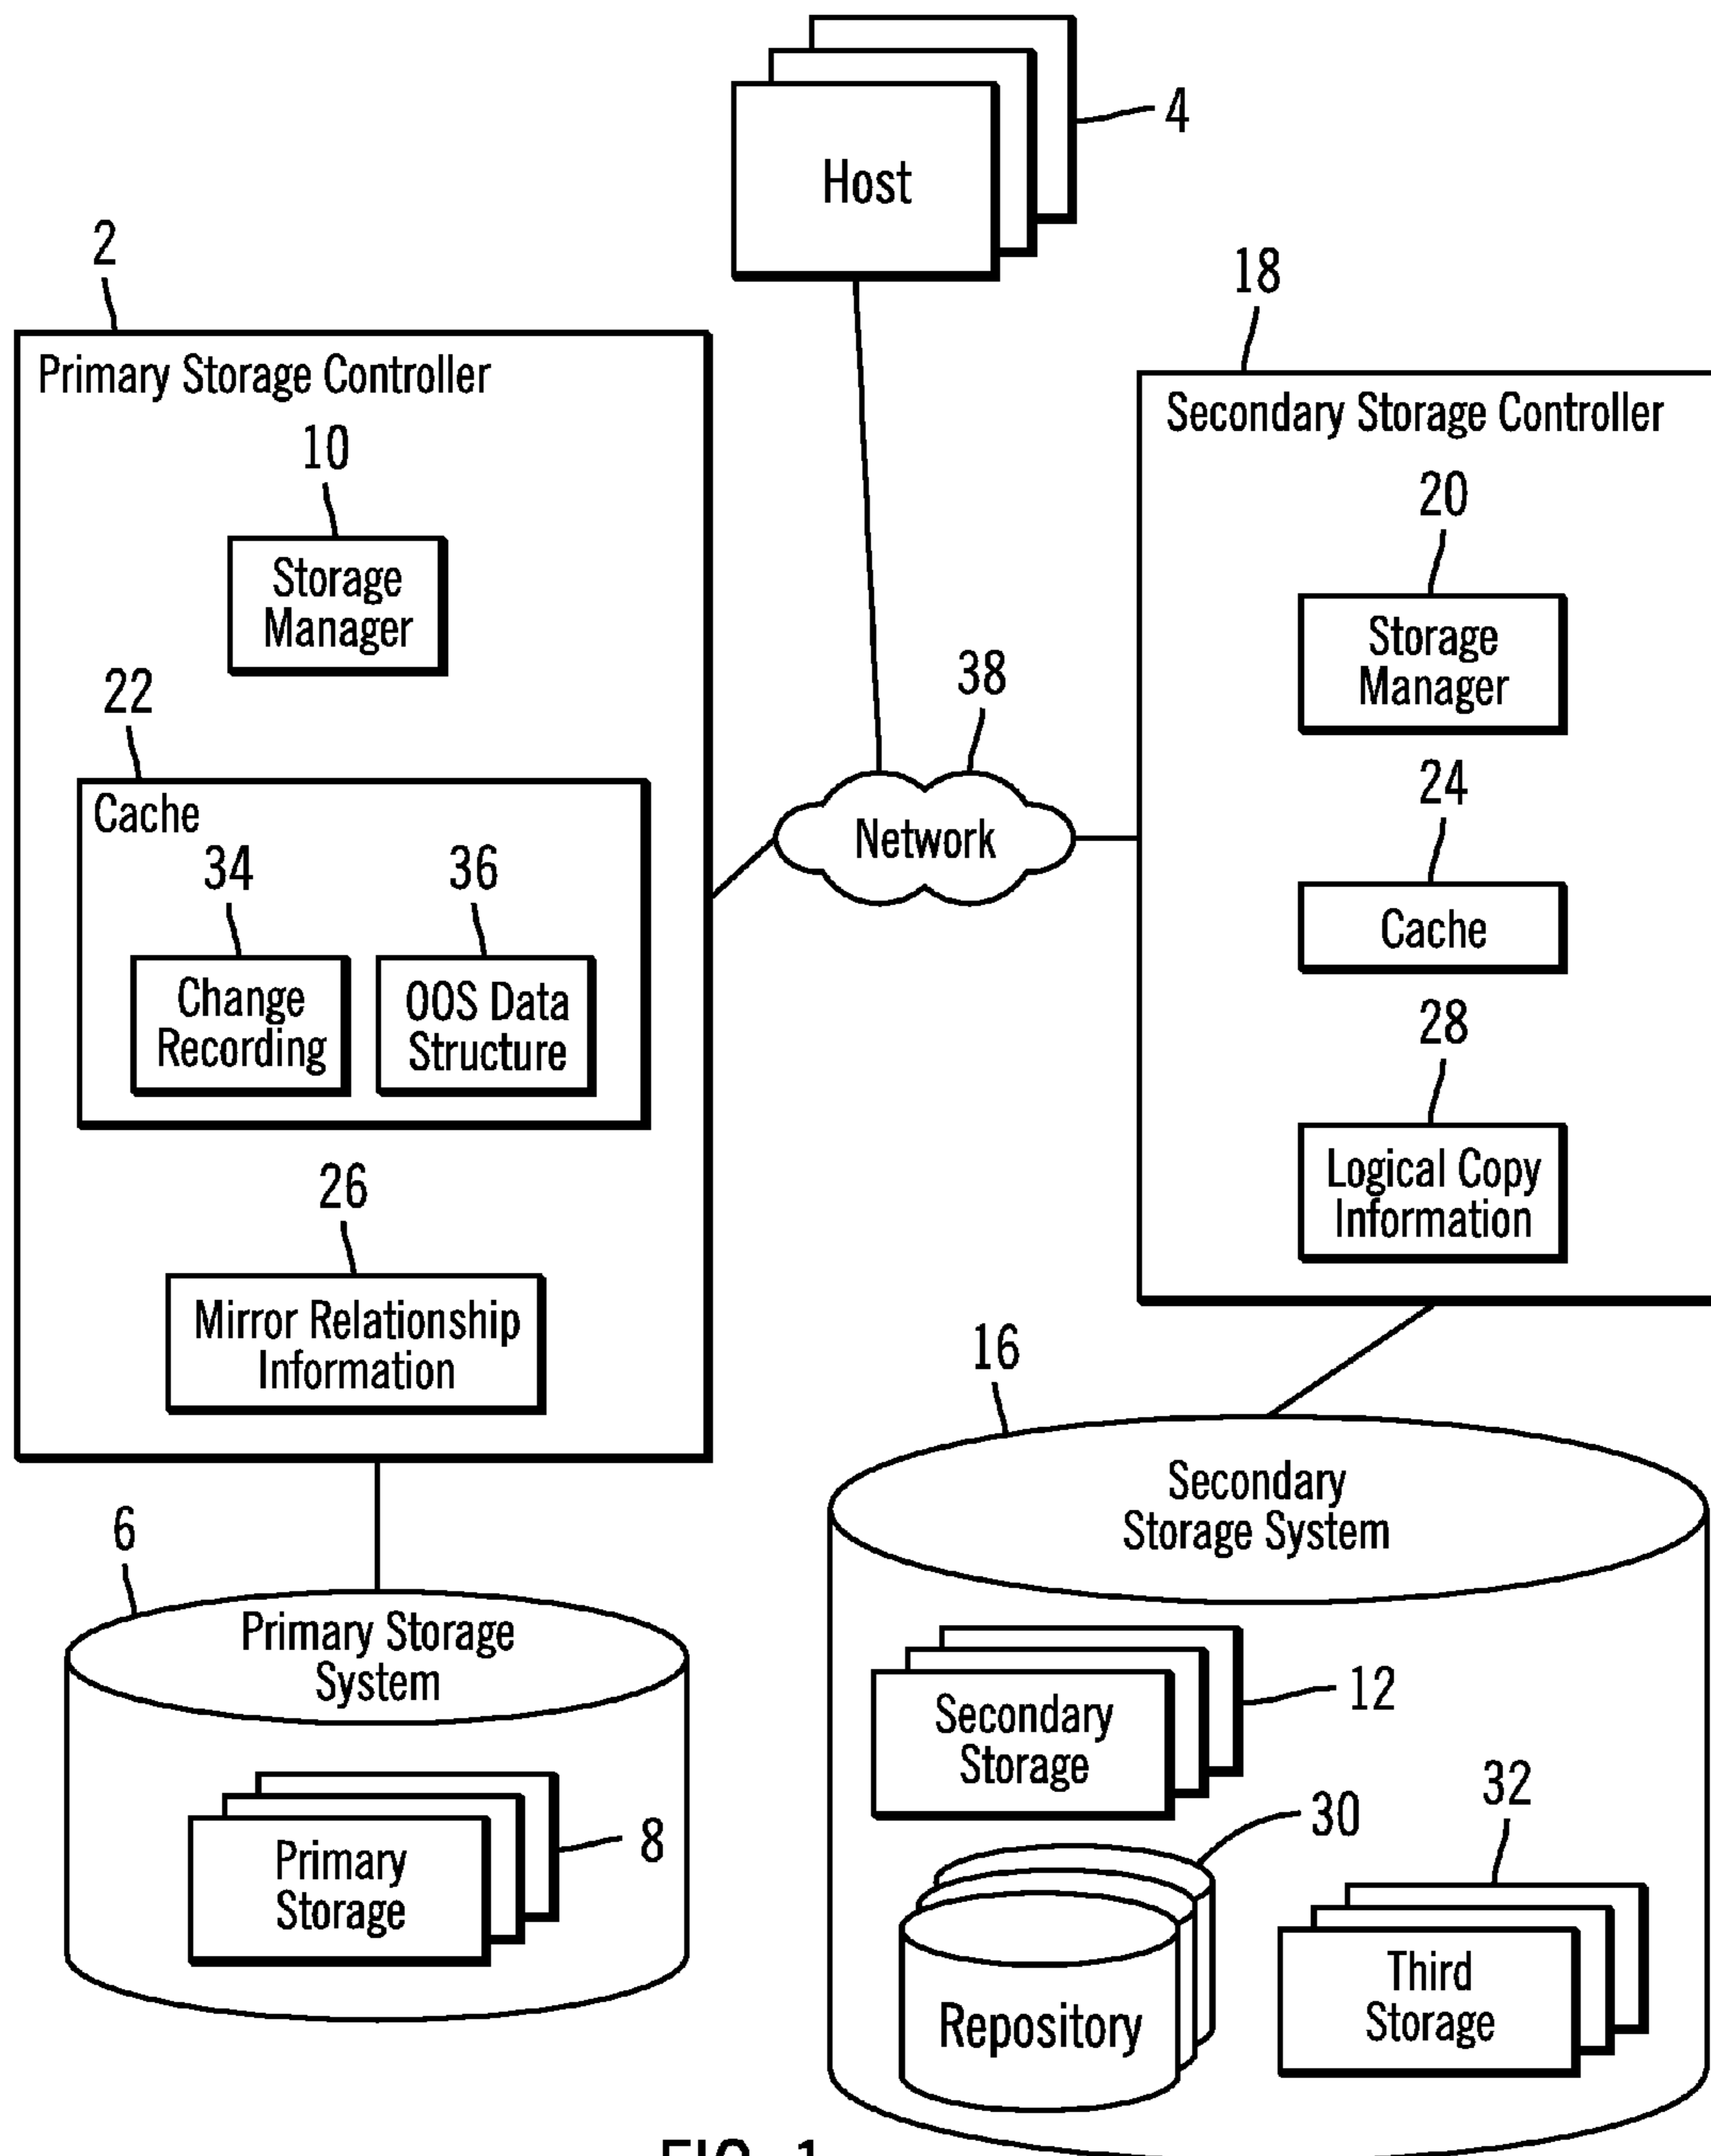 4
Host
2
18
Primary Storage Controller
Secondary Storage Controller
10
Storage
Manager
20
Storage
Manager
22
Cache
34
Change
Recording
36
OOS Data
Structure
38
Network
24
Cache
28
Logical Copy
Information
26
Mirror Relationship
Information
16
Secondary
Storage System
6
Primary Storage
System
12
Secondary
Storage
8
Primary
Storage
30
Repository
32
Third
Storage
FIG. 1